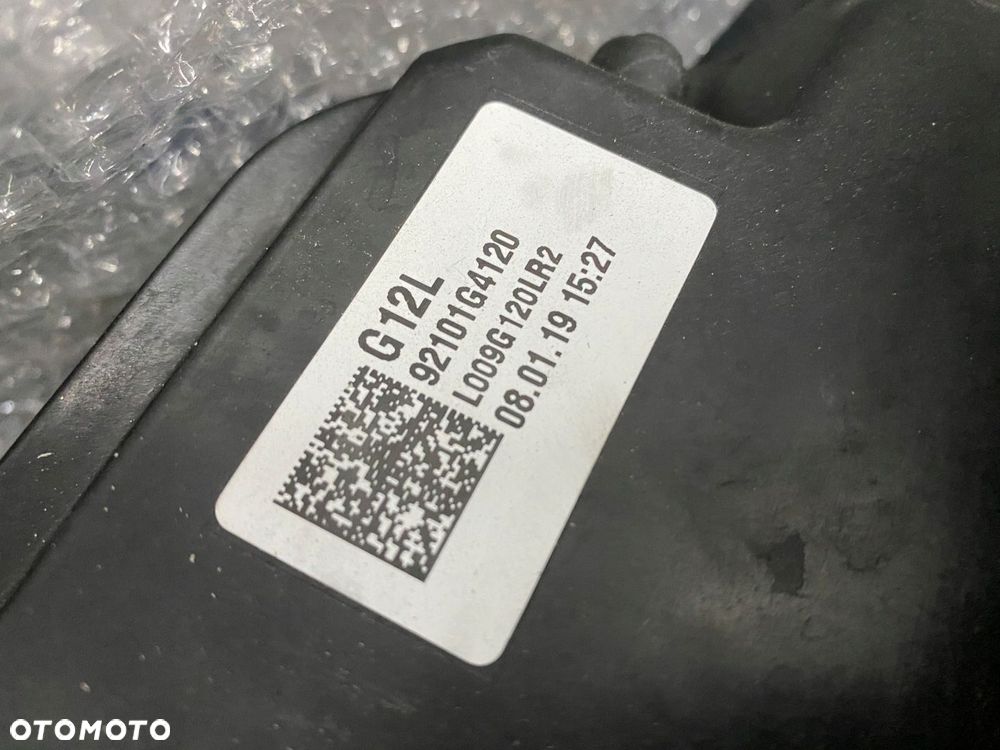 G12L
92101G4120
L009G120LR2
08.01.19 15:27
OTOMOTO